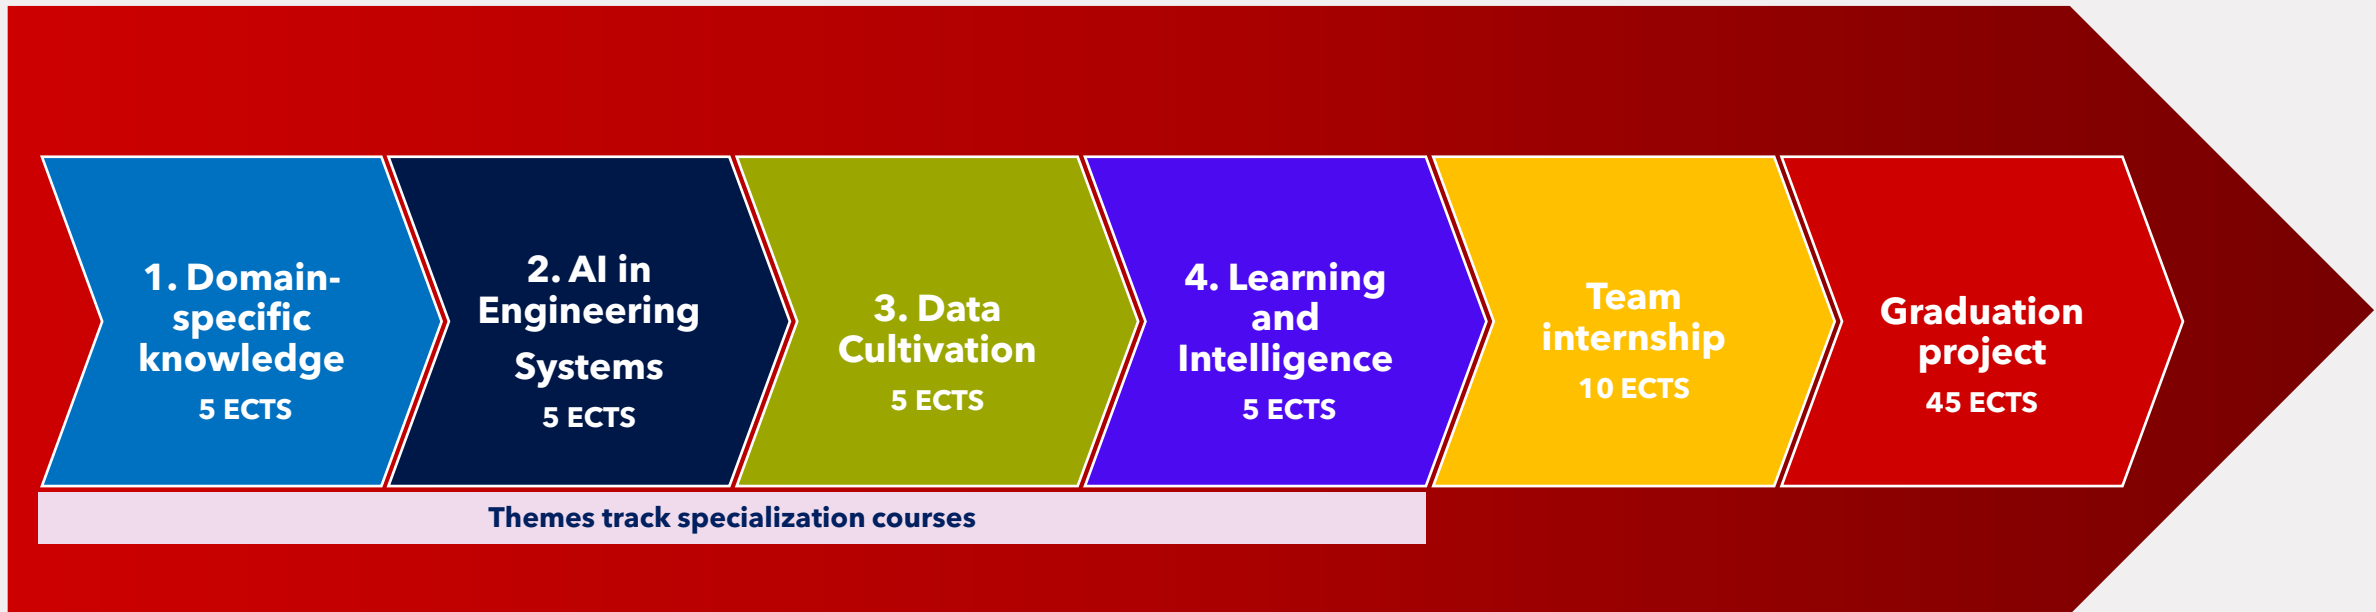 1. Domain-
specific
knowledge
5 ECTS
2. AI in
Engineering
Systems
5 ECTS
3. Data
Cultivation
5 ECTS
4. Learning
and
Intelligence
5 ECTS
Team
internship
10 ECTS
Graduation
project
45 ECTS
Themes track specialization courses